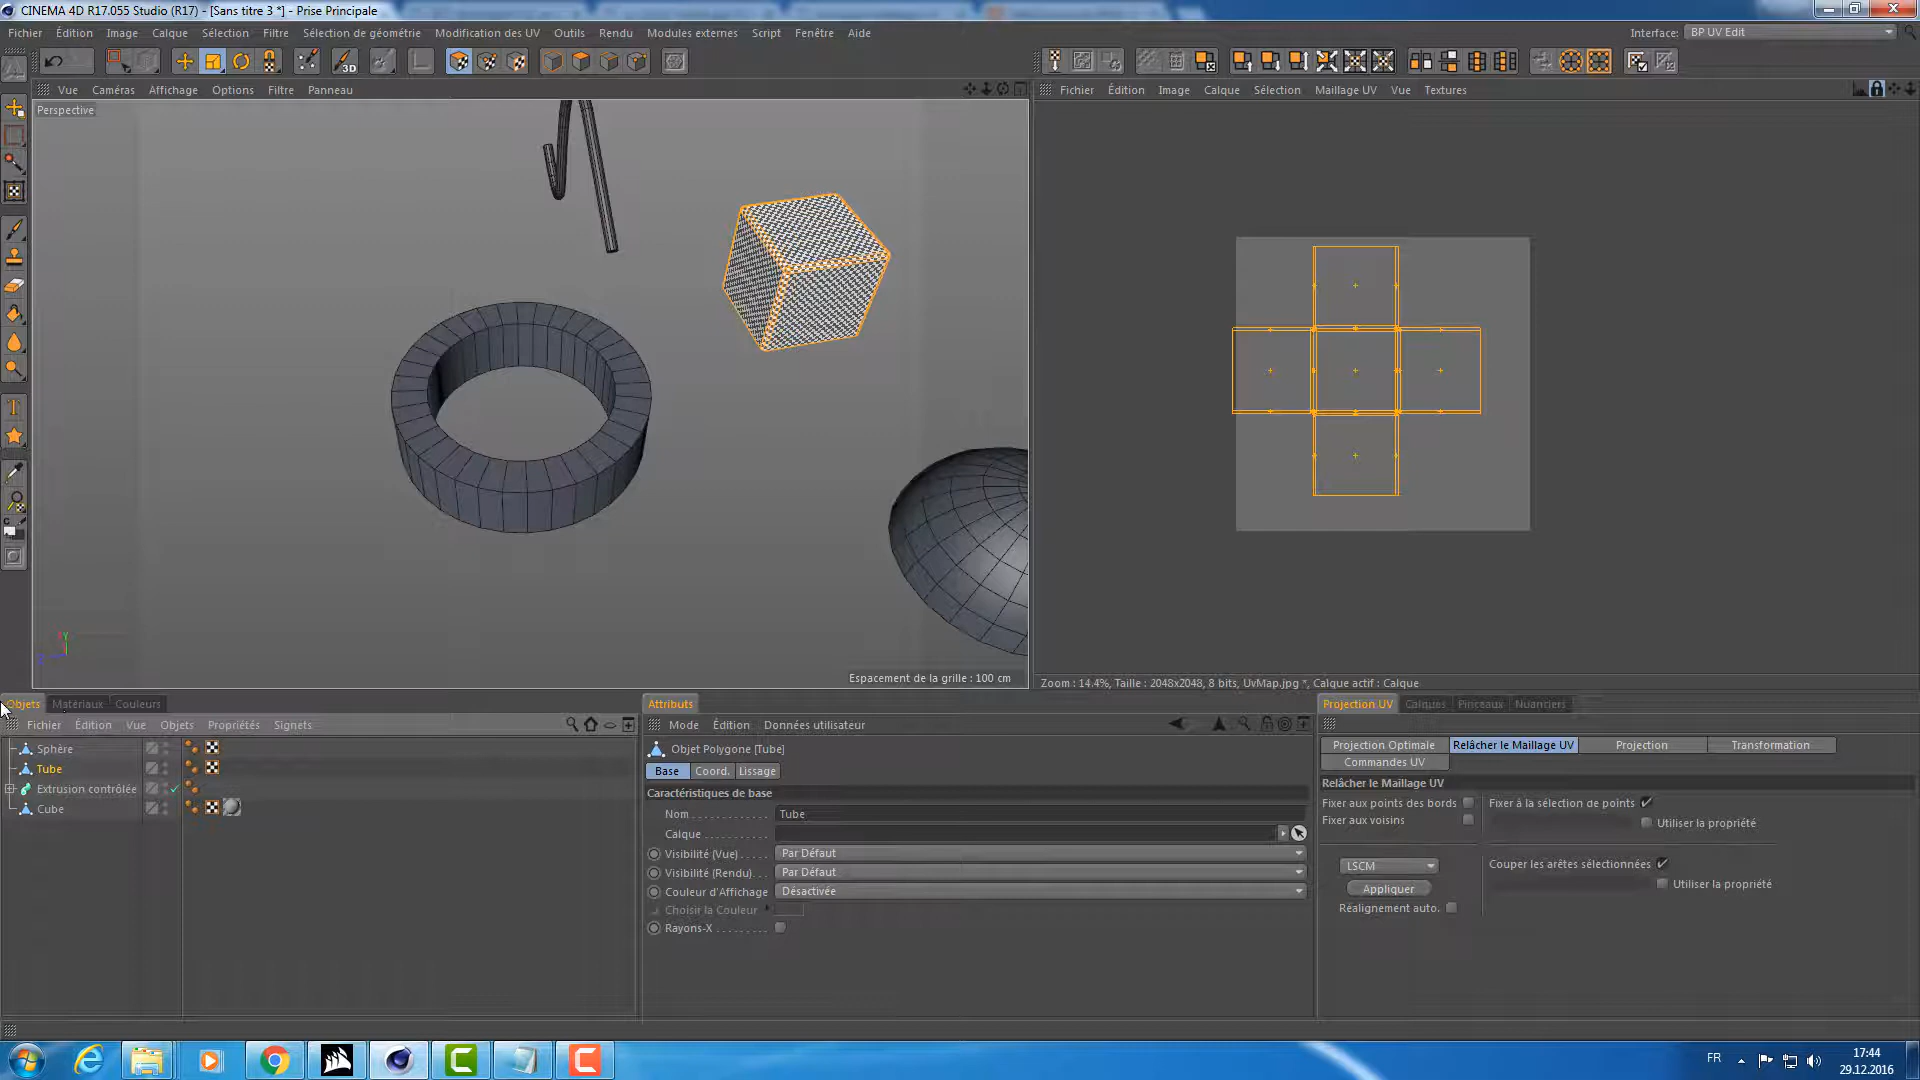 CINEMA 4D R17.055 Studio (R17) - [Sans titre 3 *] - Prise Principale
Fichier Édition Image Calque Sélection Filtre Sélection de géométrie Modification des UV Outils Rendu Modules externes Script Fenêtre Aide Interface: BP UV Edit
3D
Vue Caméras Affichage Options Filtre Panneau
Fichier Édition Image Calque Sélection Maillage UV Vue Textures
Perspective
Y
Espacement de la grille : 100 cm
Zoom : 14.4%, Taille : 2048x2048, 8 bits, UvMap.jpg *, Calque actif : Calque
Objets Matériaux Couleurs
Fichier Édition Vue Objets Propriétés Signets
Sphère
Tube
Extrusion contrôlée
Cube
Attributs
Mode Édition Données utilisateur
Objet Polygone [Tube]
Base Coord. Lissage
Caractéristiques de base
Nom Tube
Calque
Visibilité (Vue) Par Défaut
Visibilité (Rendu) Par Défaut
Couleur d'Affichage Désactivée
Choisir la Couleur
Rayons-X
Projection UV Calques Pinceaux Nuanciers
Projection Optimale Relâcher le Maillage UV Projection Transformation
Commandes UV
Relâcher le Maillage UV
Fixer aux points des bords Fixer à la sélection de points
Fixer aux voisins Utiliser la propriété
LSCM Couper les arêtes sélectionnées
Appliquer Utiliser la propriété
Réalignement auto.
FR
17:44
29.12.2016